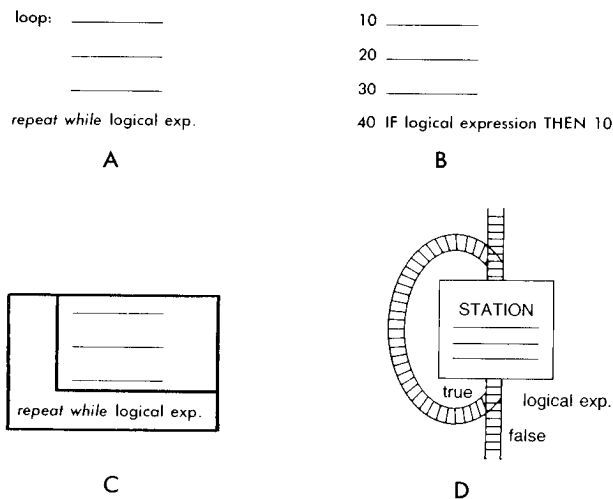 loop:
repeat while logical exp.
A
10
20
30
40 IF logical expression THEN 10
B
repeat while logical exp.
C
STATION
true
logical exp.
false
D